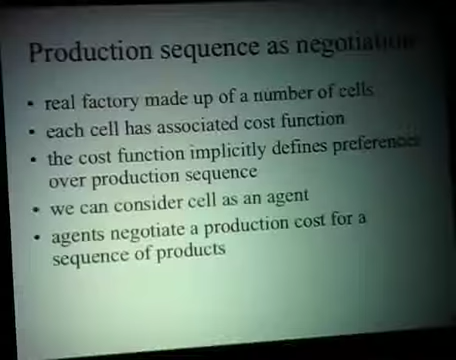 Production sequence as negotiation
• real factory made up of a number of cells
• each cell has associated cost function
• the cost function implicitly defines preferences
over production sequence
• we can consider cell as an agent
• agents negotiate a production cost for a
sequence of products